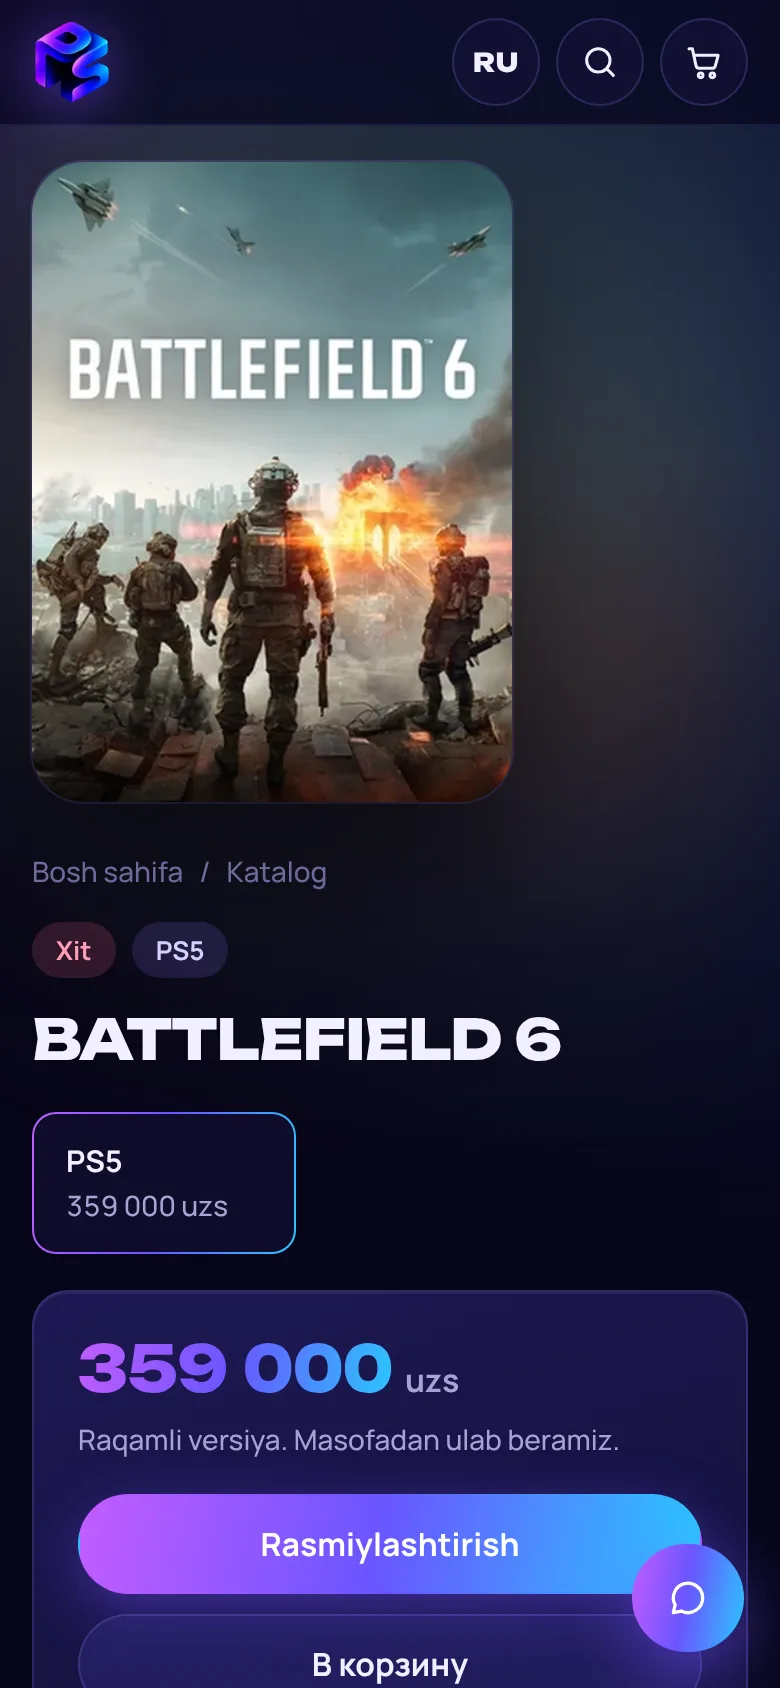 RU
BATTLEFIELD™ 6
Bosh sahifa / Katalog
Xit PS5
BATTLEFIELD 6
PS5
359 000 uzs
359 000 uzs
Raqamli versiya. Masofadan ulab beramiz.
Rasmiylashtirish
В корзину